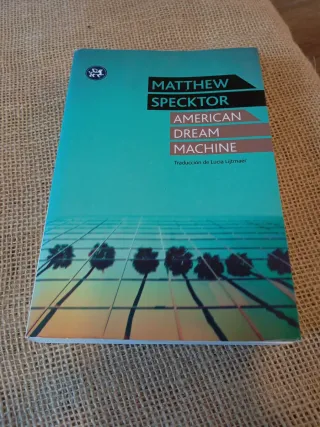 MATTHEW
SPECKTOR
AMERICAN
DREAM
MACHINE
Traducción de Lucía Lijtmaer